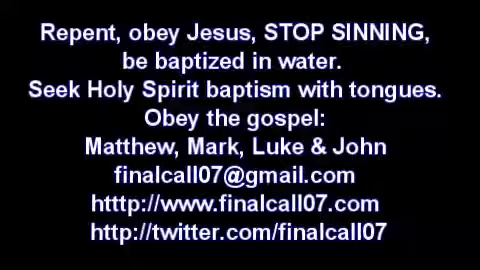 Repent, obey Jesus, STOP SINNING,
be baptized in water.
Seek Holy Spirit baptism with tongues.
Obey the gospel:
Matthew, Mark, Luke & John
finalcall07@gmail.com
htttp://www.finalcall07.com
http://twitter.com/finalcall07